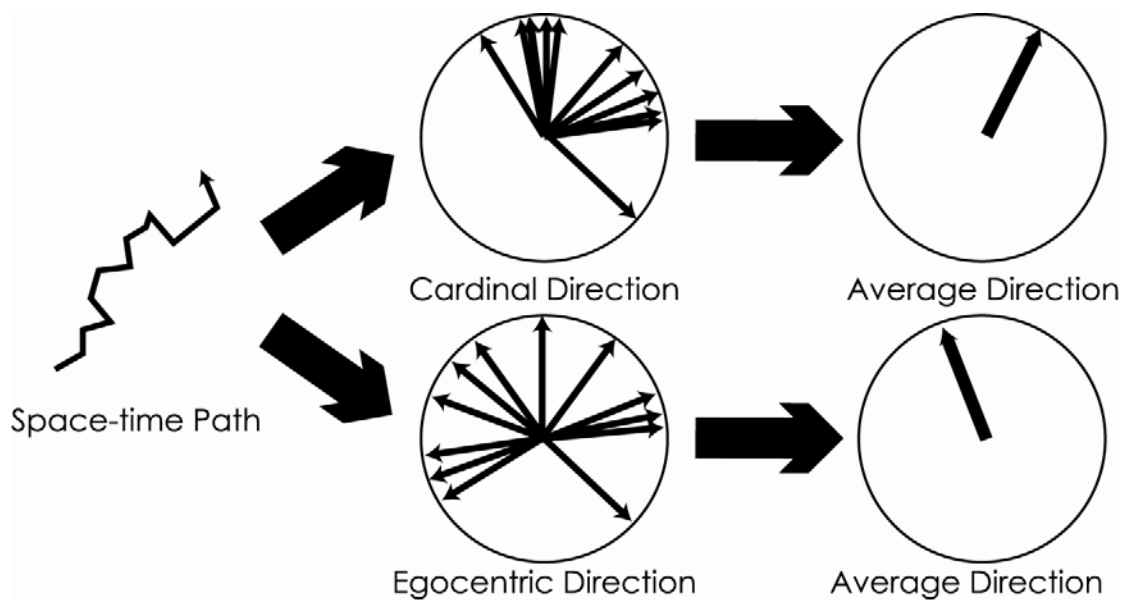 Cardinal Direction
Average Direction
Space-time Path
Egocentric Direction
Average Direction